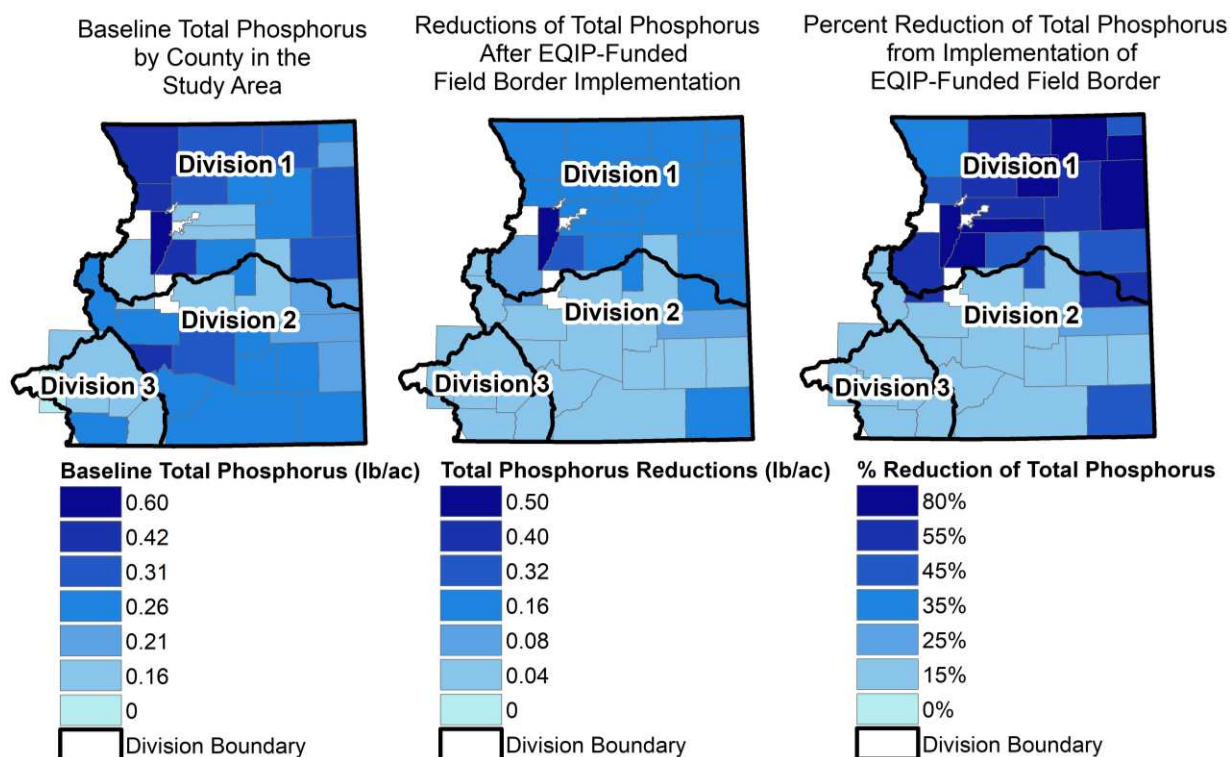 Baseline Total Phosphorus
by County in the
Study Area
Division 1
Division 2
Division 3
Baseline Total Phosphorus (lb/ac)
0.60
0.42
0.31
0.26
0.21
0.16
0
Division Boundary
Reductions of Total Phosphorus
After EQIP-Funded
Field Border Implementation
Division 1
Division 2
Division 3
Total Phosphorus Reductions (lb/ac)
0.50
0.40
0.32
0.16
0.08
0.04
0
Division Boundary
Percent Reduction of Total Phosphorus
from Implementation of
EQIP-Funded Field Border
Division 1
Division 2
Division 3
% Reduction of Total Phosphorus
80%
55%
45%
35%
25%
15%
0%
Division Boundary